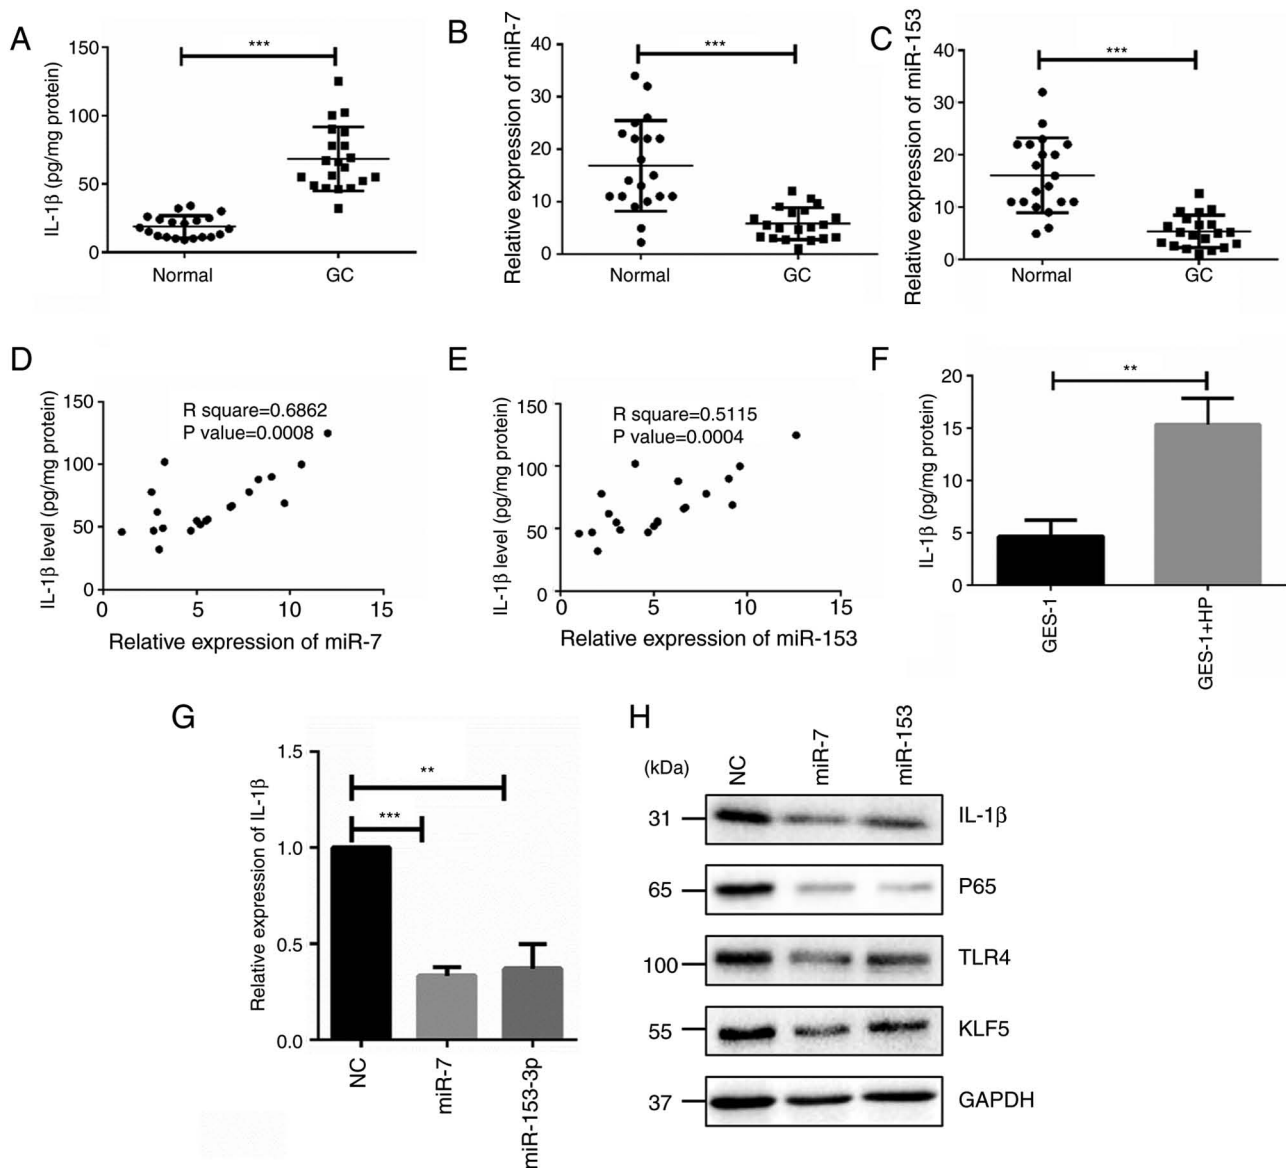 A
IL-1β (pg/mg protein)
150
100
50
0
***
Normal
GC
B
Relative expression of miR-7
40
30
20
10
0
***
Normal
GC
C
Relative expression of miR-153
40
30
20
10
0
***
Normal
GC
D
IL-1β level (pg/mg protein)
150
100
50
0
R square=0.6862
P value=0.0008
0
5
10
15
Relative expression of miR-7
E
IL-1β level (pg/mg protein)
150
100
50
0
R square=0.5115
P value=0.0004
0
5
10
15
Relative expression of miR-153
F
IL-1β (pg/mg protein)
20
15
10
5
0
**
GES-1
GES-1+HP
G
Relative expression of IL-1β
1.5
1.0
0.5
0.0
**
***
NC
miR-7
miR-153-3p
H
(kDa)
NC
miR-7
miR-153
31
IL-1β
65
P65
100
TLR4
55
KLF5
37
GAPDH